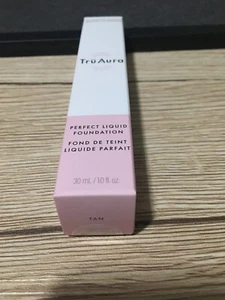 TrūAura
PERFECT LIQUID
FOUNDATION
FOND DE TEINT
LIQUIDE PARFAIT
30 mL / 1.0 fl. oz.
TAN